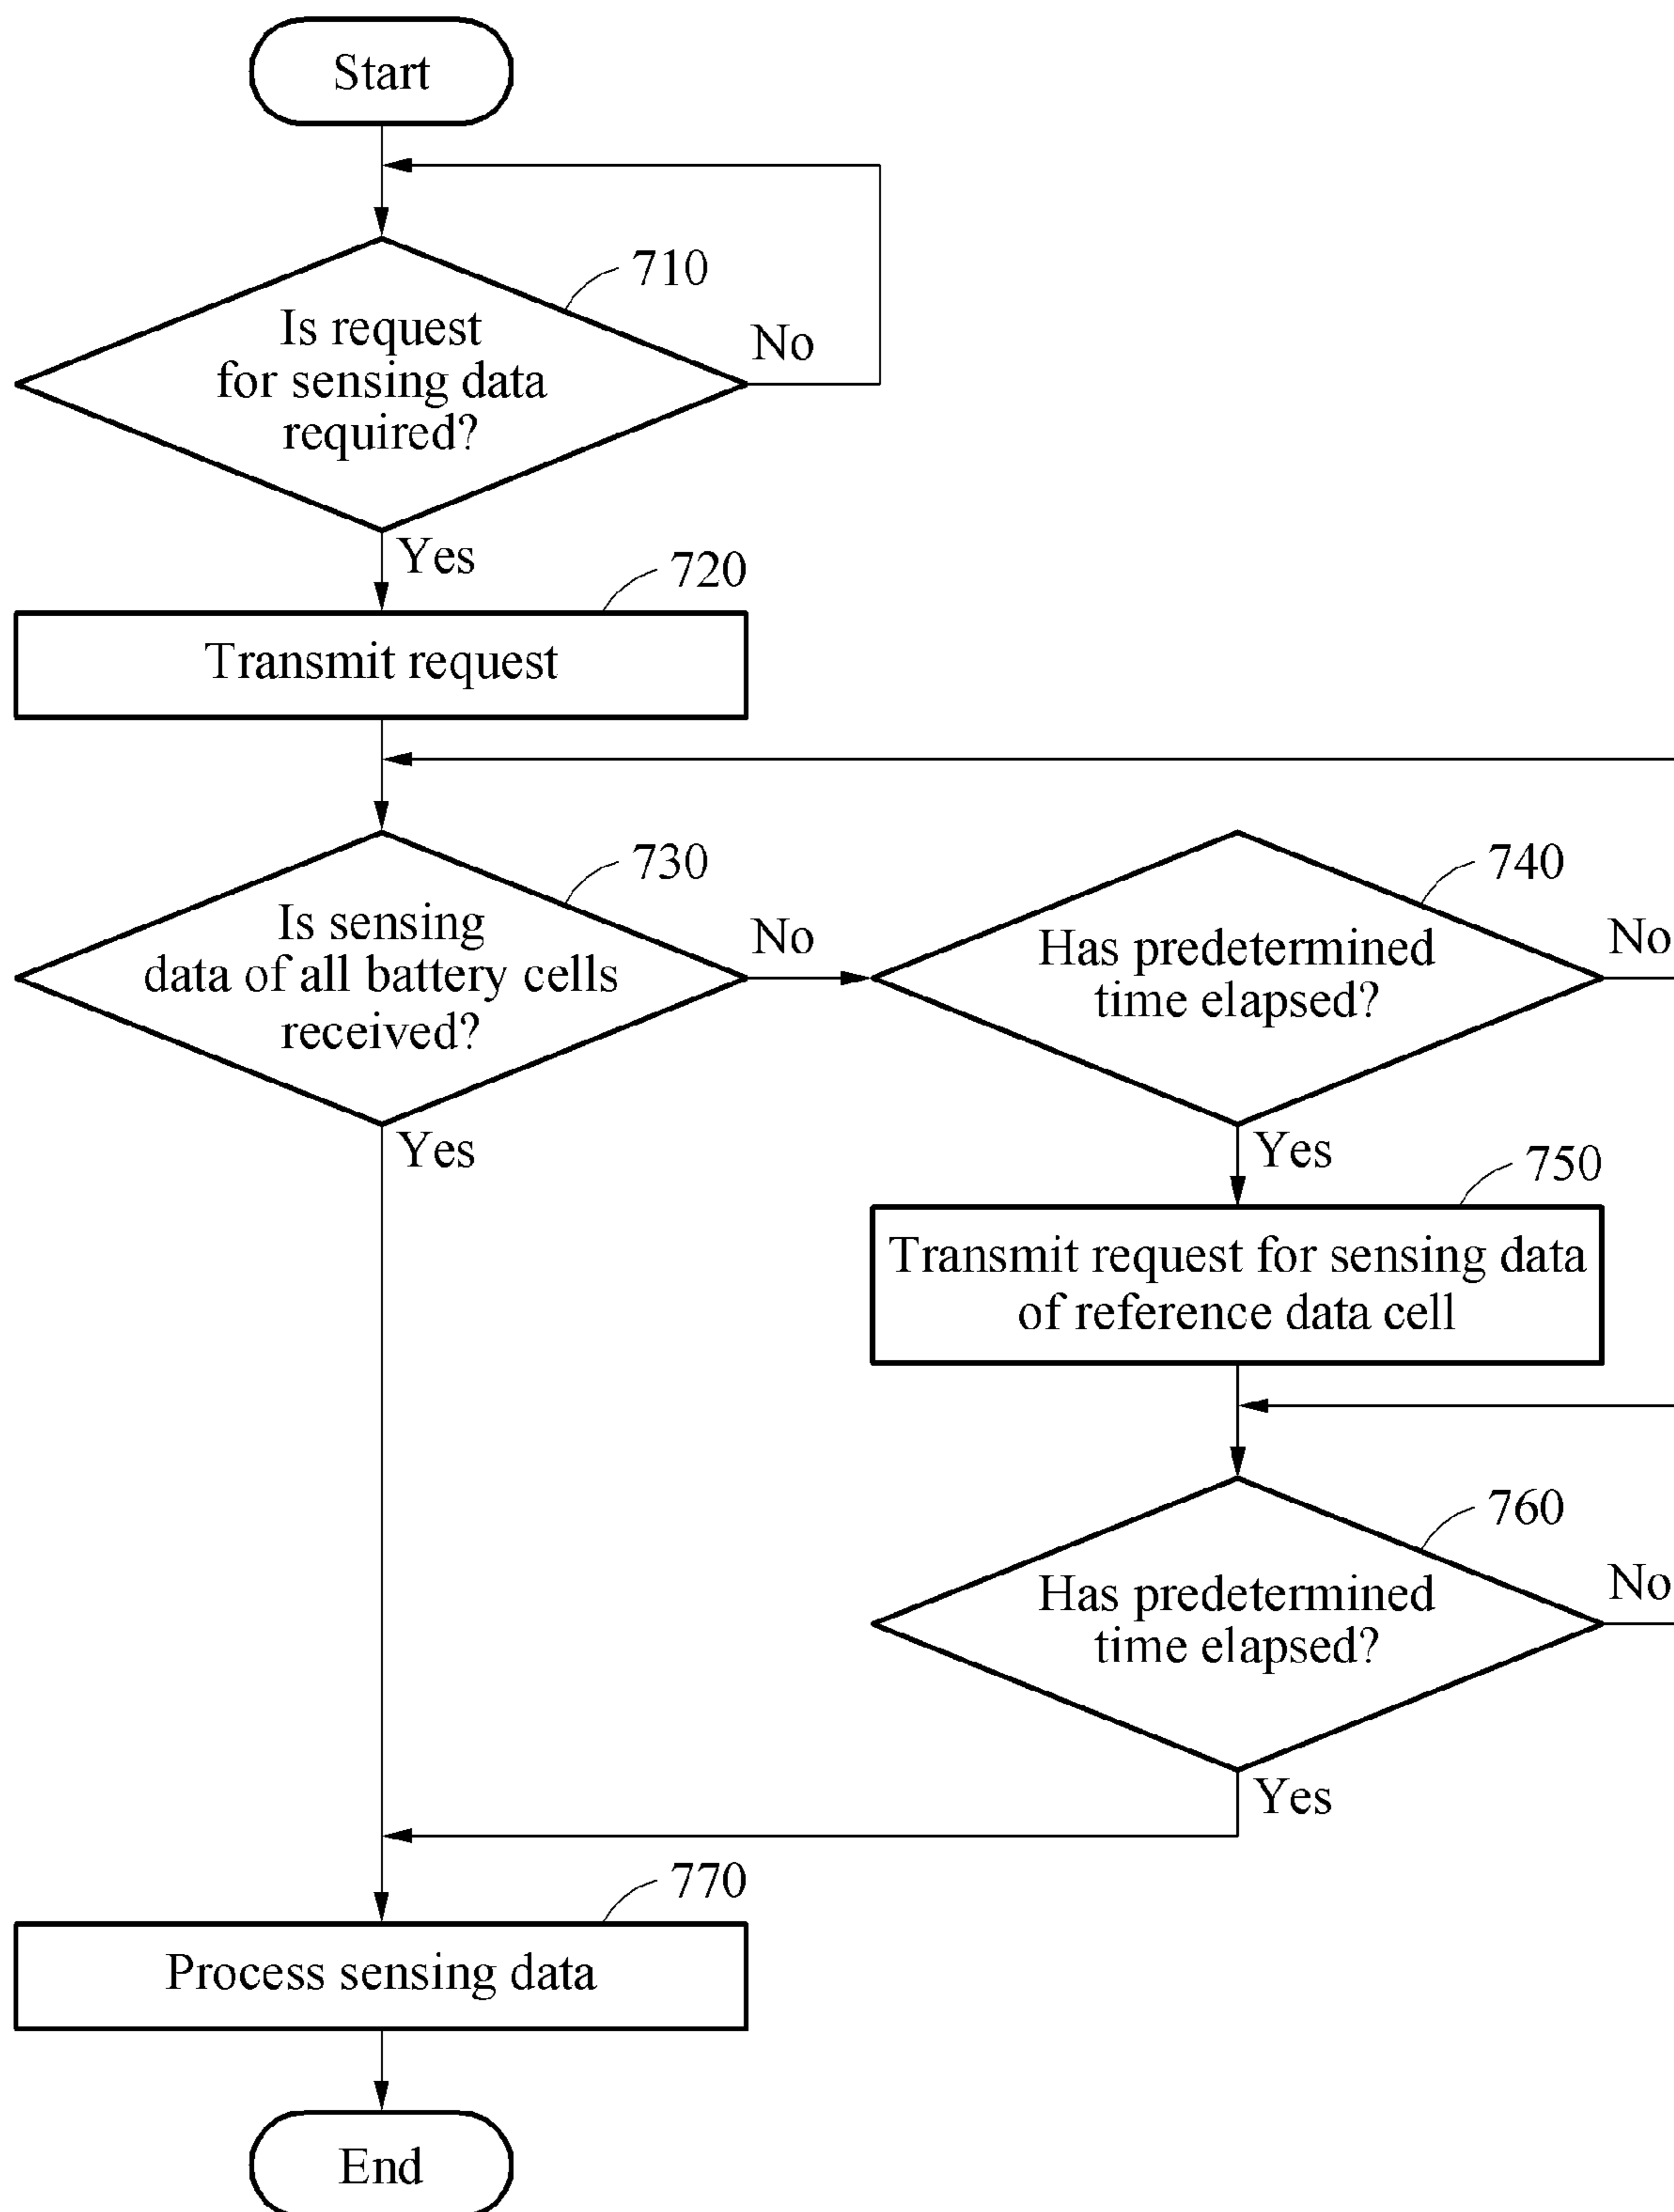 Start
710
Is request
for sensing data
required?
No
Yes
720
Transmit request
730
Is sensing
data of all battery cells
received?
No
Yes
740
Has predetermined
time elapsed?
No
Yes
750
Transmit request for sensing data
of reference data cell
760
Has predetermined
time elapsed?
No
Yes
770
Process sensing data
End